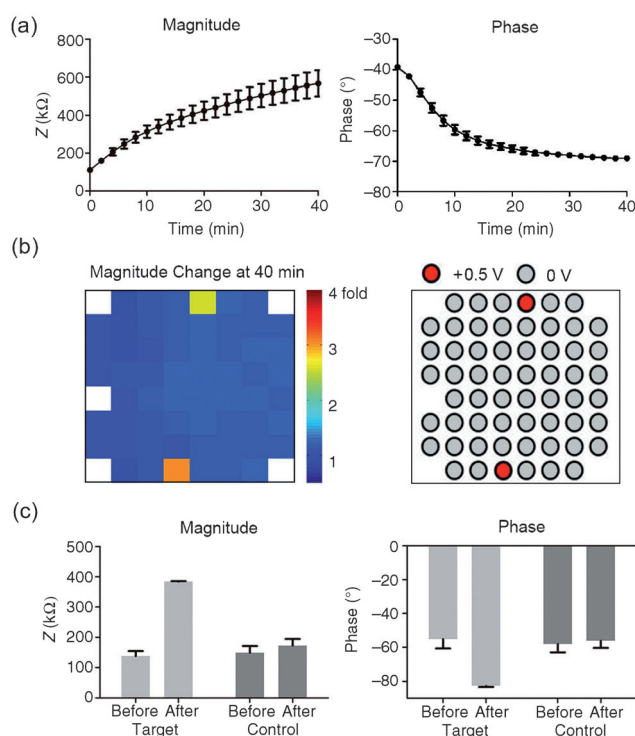 (a)
Magnitude
Z (kΩ)
800
600
400
200
0
0 10 20 30 40
Time (min)
Phase
Phase (°)
−30
−40
−50
−60
−70
−80
0 10 20 30 40
Time (min)
(b)
Magnitude Change at 40 min
4 fold
3
2
1
+0.5 V 0 V
(c)
Magnitude
Z (kΩ)
500
400
300
200
100
0
Before After Before After
Target Control
Phase
Phase (°)
0
−20
−40
−60
−80
Before After Before After
Target Control